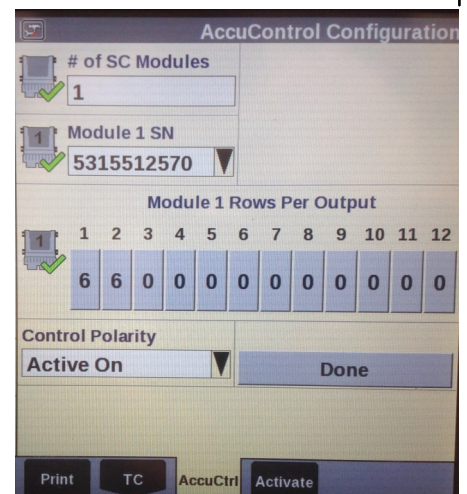 AccuControl Configuration
# of SC Modules
1
1 Module 1 SN
5315512570
Module 1 Rows Per Output
1 2 3 4 5 6 7 8 9 10 11 12
1
6 6 0 0 0 0 0 0 0 0 0 0
Control Polarity
Active On
Done
Print TC AccuCtrl Activate